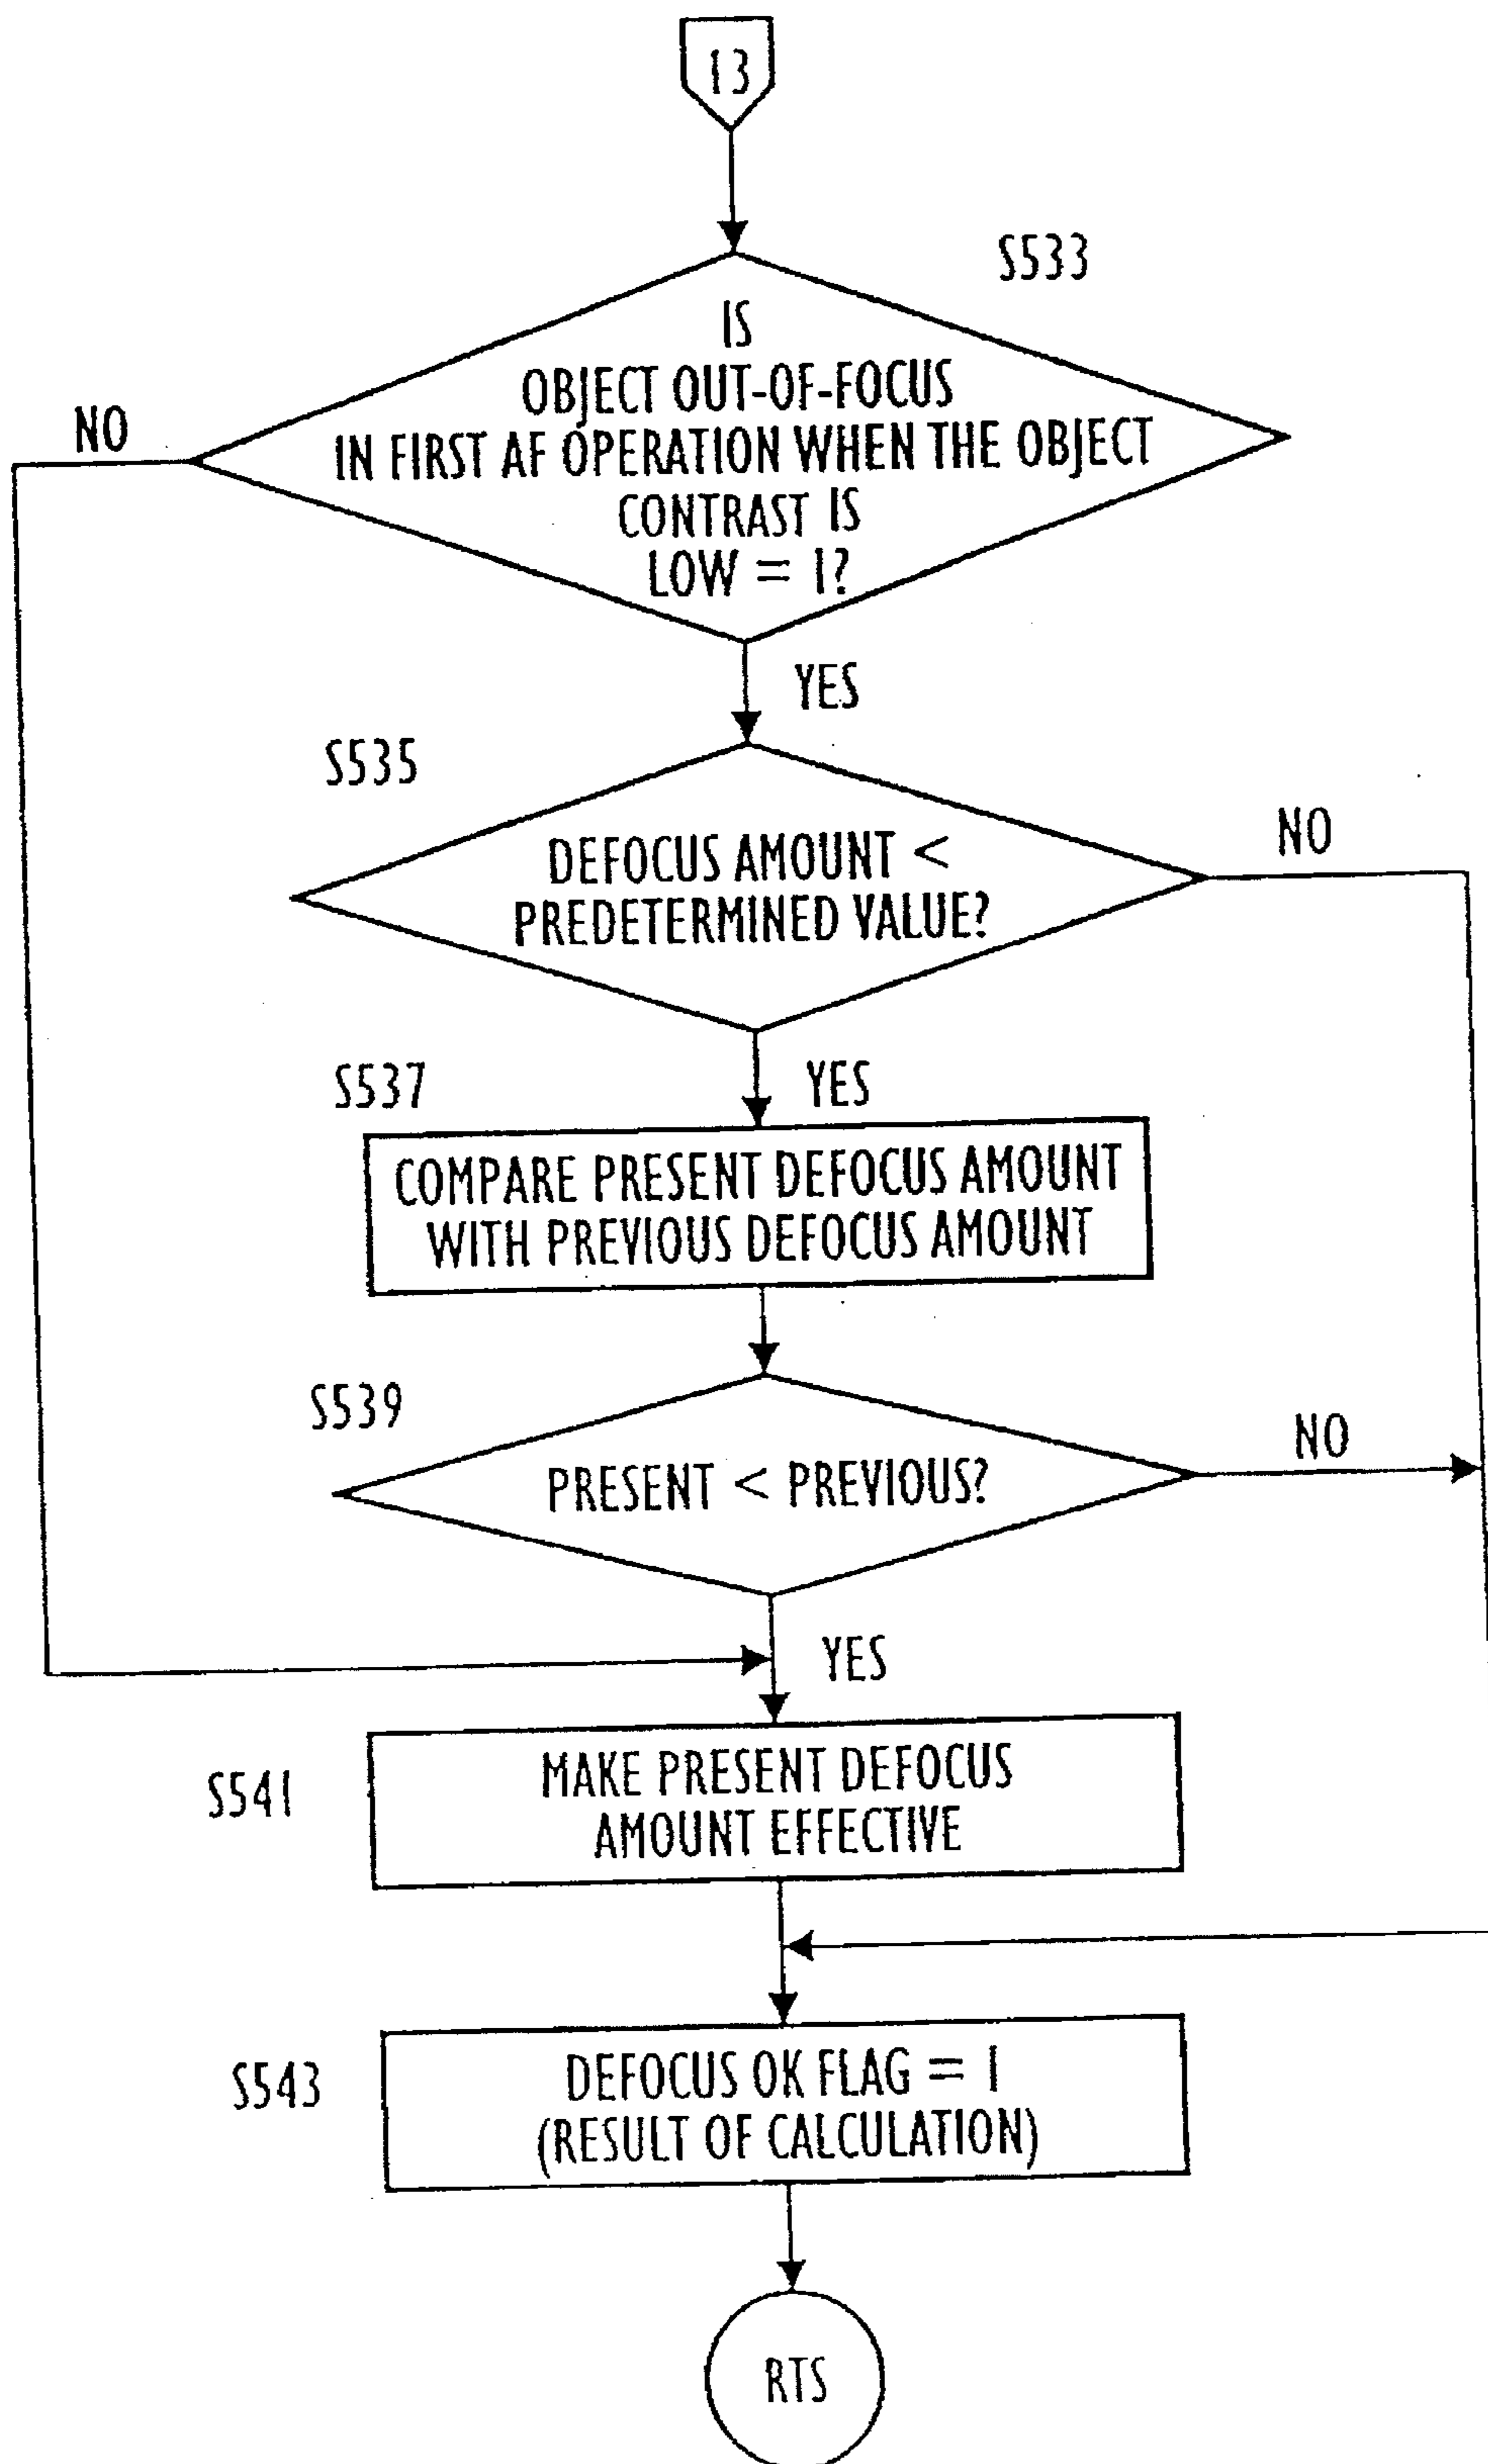 13
S533
IS
OBJECT OUT-OF-FOCUS
IN FIRST AF OPERATION WHEN THE OBJECT
CONTRAST IS
LOW = 1?
NO
YES
S535
DEFOCUS AMOUNT <
PREDETERMINED VALUE?
NO
YES
S537
COMPARE PRESENT DEFOCUS AMOUNT
WITH PREVIOUS DEFOCUS AMOUNT
S539
PRESENT < PREVIOUS?
NO
YES
S541
MAKE PRESENT DEFOCUS
AMOUNT EFFECTIVE
S543
DEFOCUS OK FLAG = 1
(RESULT OF CALCULATION)
RTS